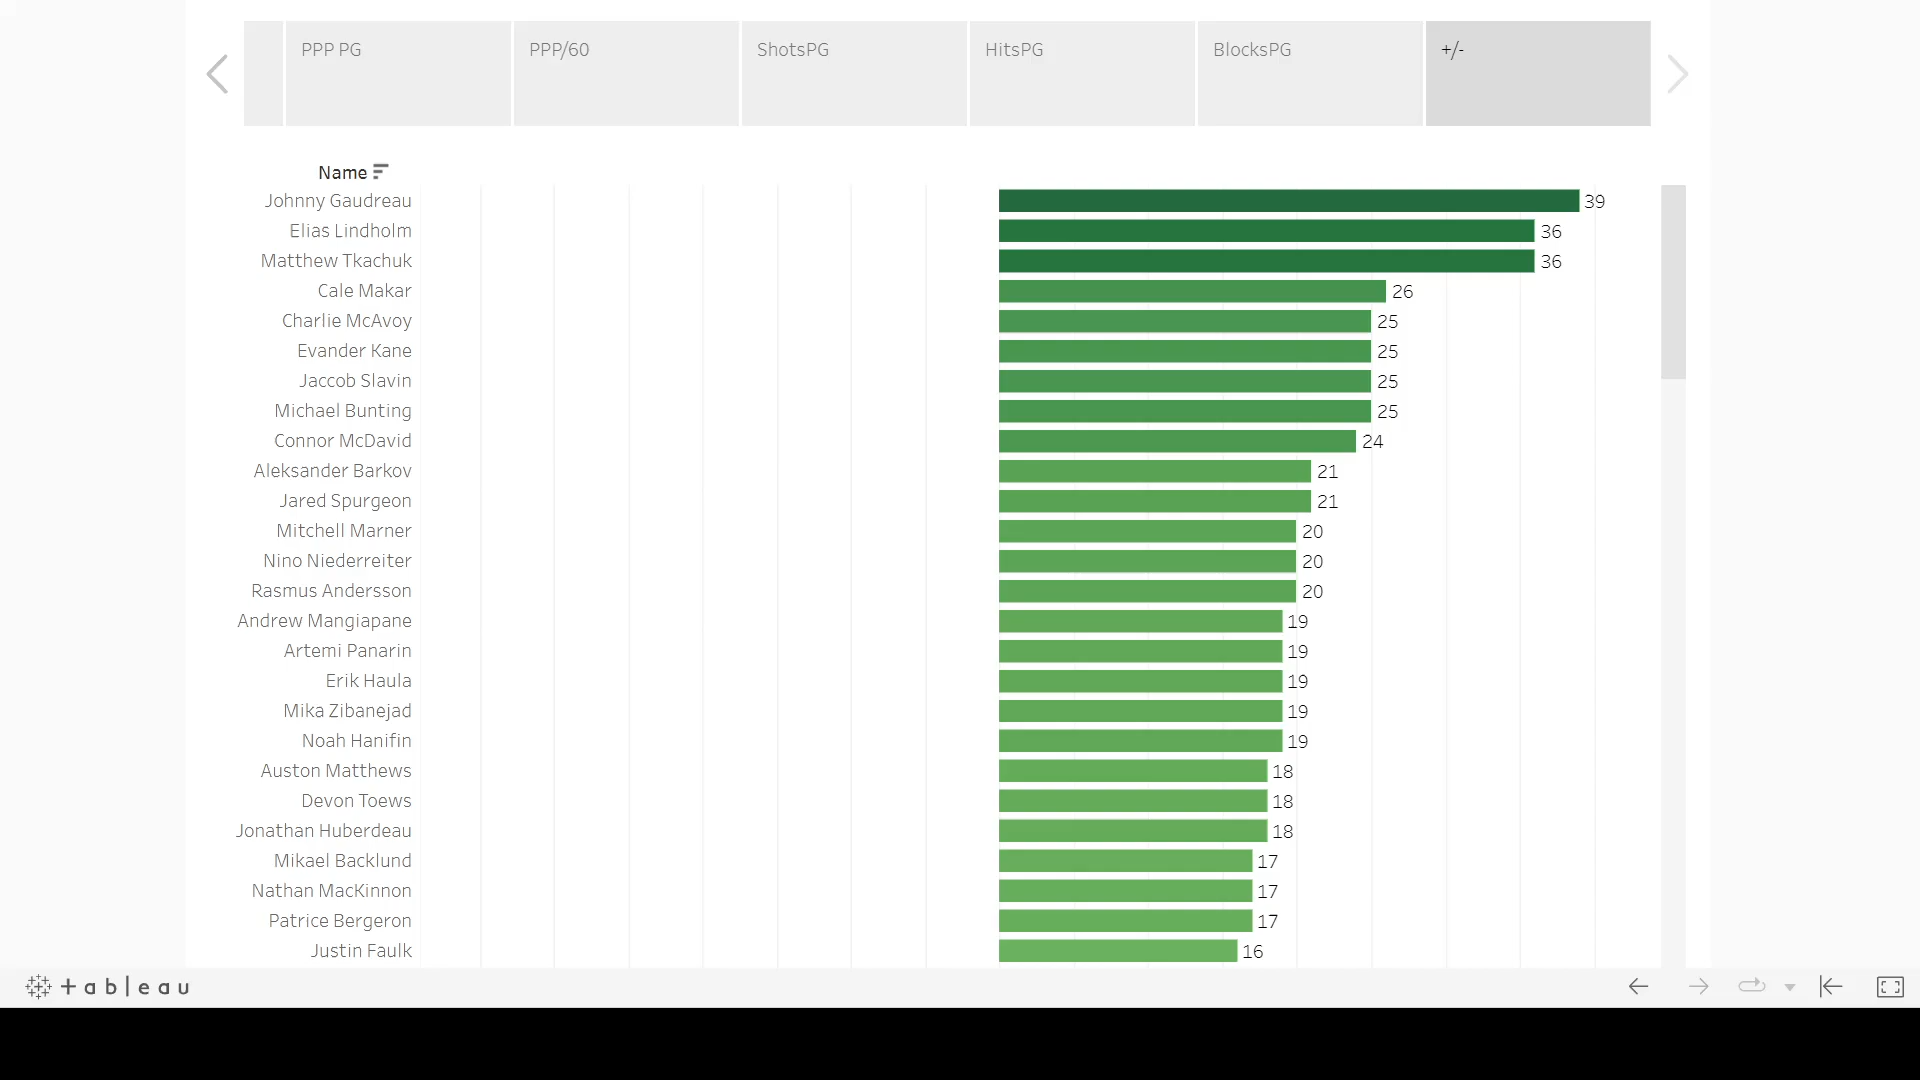 PPP PG
PPP/60
ShotsPG
HitsPG
BlocksPG
+/-
Name
Johnny Gaudreau 39
Elias Lindholm 36
Matthew Tkachuk 36
Cale Makar 26
Charlie McAvoy 25
Evander Kane 25
Jaccob Slavin 25
Michael Bunting 25
Connor McDavid 24
Aleksander Barkov 21
Jared Spurgeon 21
Mitchell Marner 20
Nino Niederreiter 20
Rasmus Andersson 20
Andrew Mangiapane 19
Artemi Panarin 19
Erik Haula 19
Mika Zibanejad 19
Noah Hanifin 19
Auston Matthews 18
Devon Toews 18
Jonathan Huberdeau 18
Mikael Backlund 17
Nathan MacKinnon 17
Patrice Bergeron 17
Justin Faulk 16
+ableau